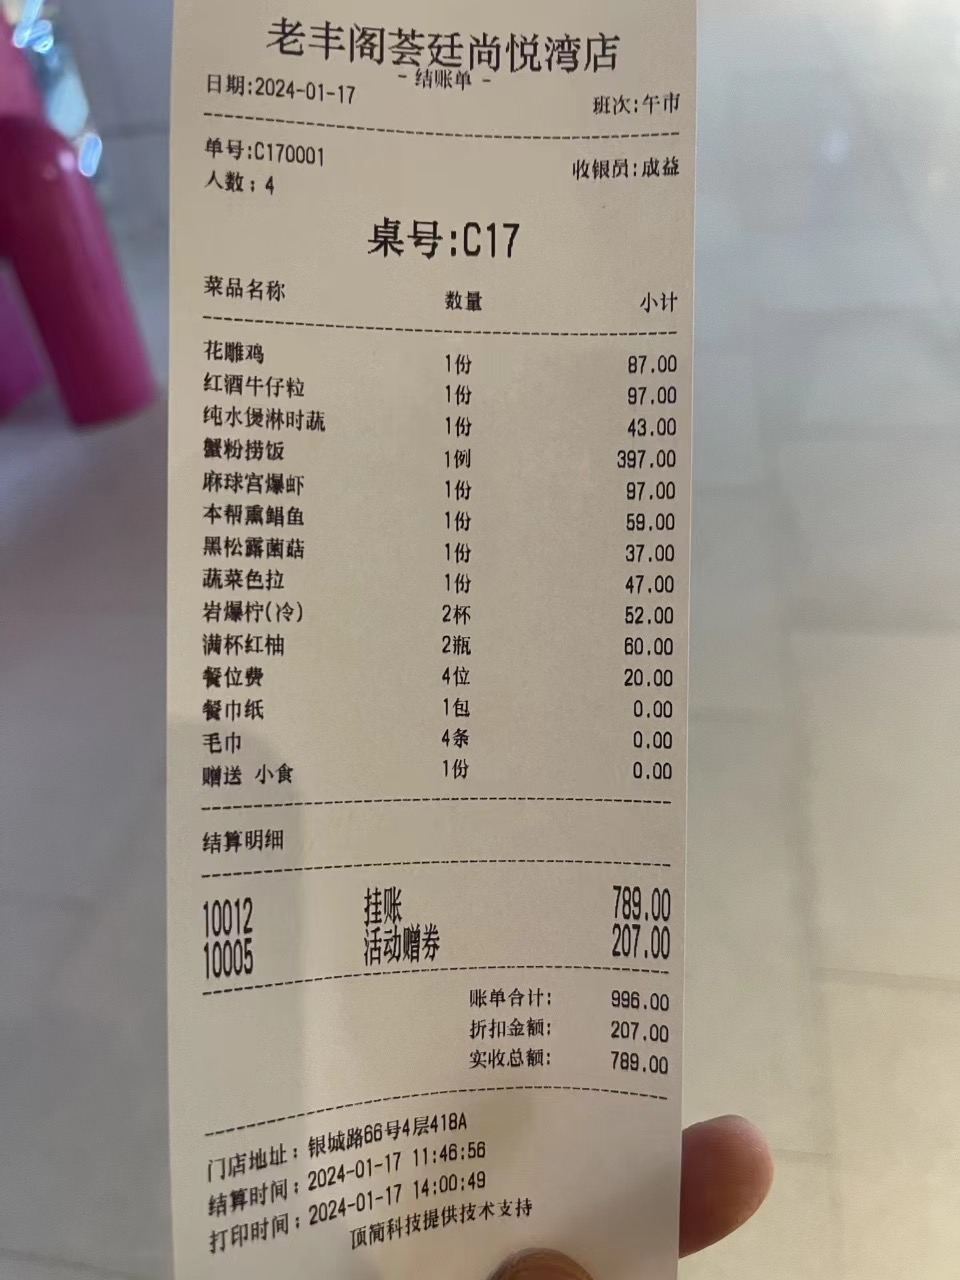 老丰阁荟廷尚悦湾店
- 结账单 -
日期:2024-01-17 班次:午市
单号:C170001 收银员:成益
人数: 4
桌号:C17
菜品名称 数量 小计
花雕鸡 1份 87.00
红酒牛仔粒 1份 97.00
纯水煲淋时蔬 1份 43.00
蟹粉捞饭 1例 397.00
麻球宫爆虾 1份 97.00
本帮熏鲳鱼 1份 59.00
黑松露菌菇 1份 37.00
蔬菜色拉 1份 47.00
岩爆柠(冷) 2杯 52.00
满杯红柚 2瓶 60.00
餐位费 4位 20.00
餐巾纸 1包 0.00
毛巾 4条 0.00
赠送 小食 1份 0.00
结算明细
10012 挂账 789.00
10005 活动赠券 207.00
账单合计: 996.00
折扣金额: 207.00
实收总额: 789.00
门店地址: 银城路66号4层418A
结算时间: 2024-01-17 11:46:56
打印时间: 2024-01-17 14:00:49
顶简科技提供技术支持